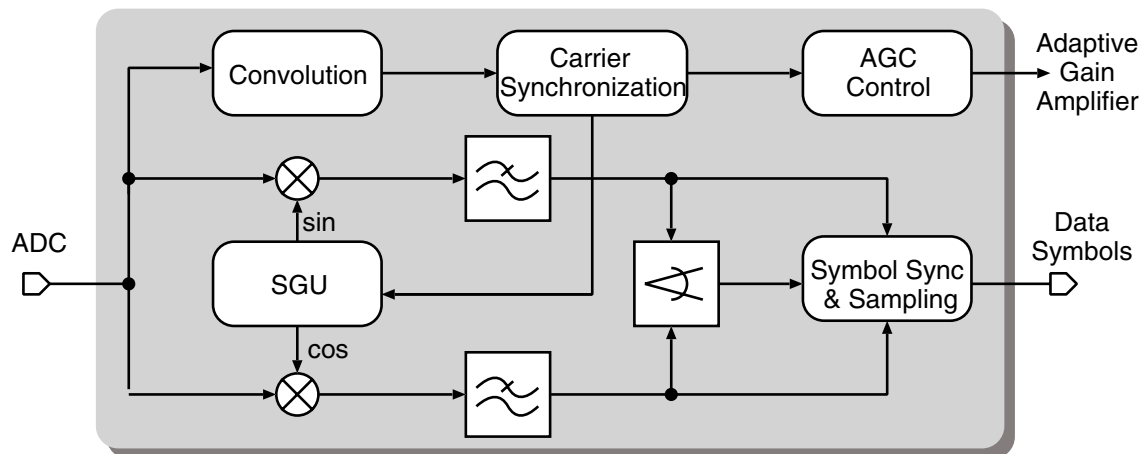 Convolution
Carrier
Synchronization
AGC
Control
Adaptive
Gain
Amplifier
sin
ADC
SGU
Symbol Sync
& Sampling
Data
Symbols
cos